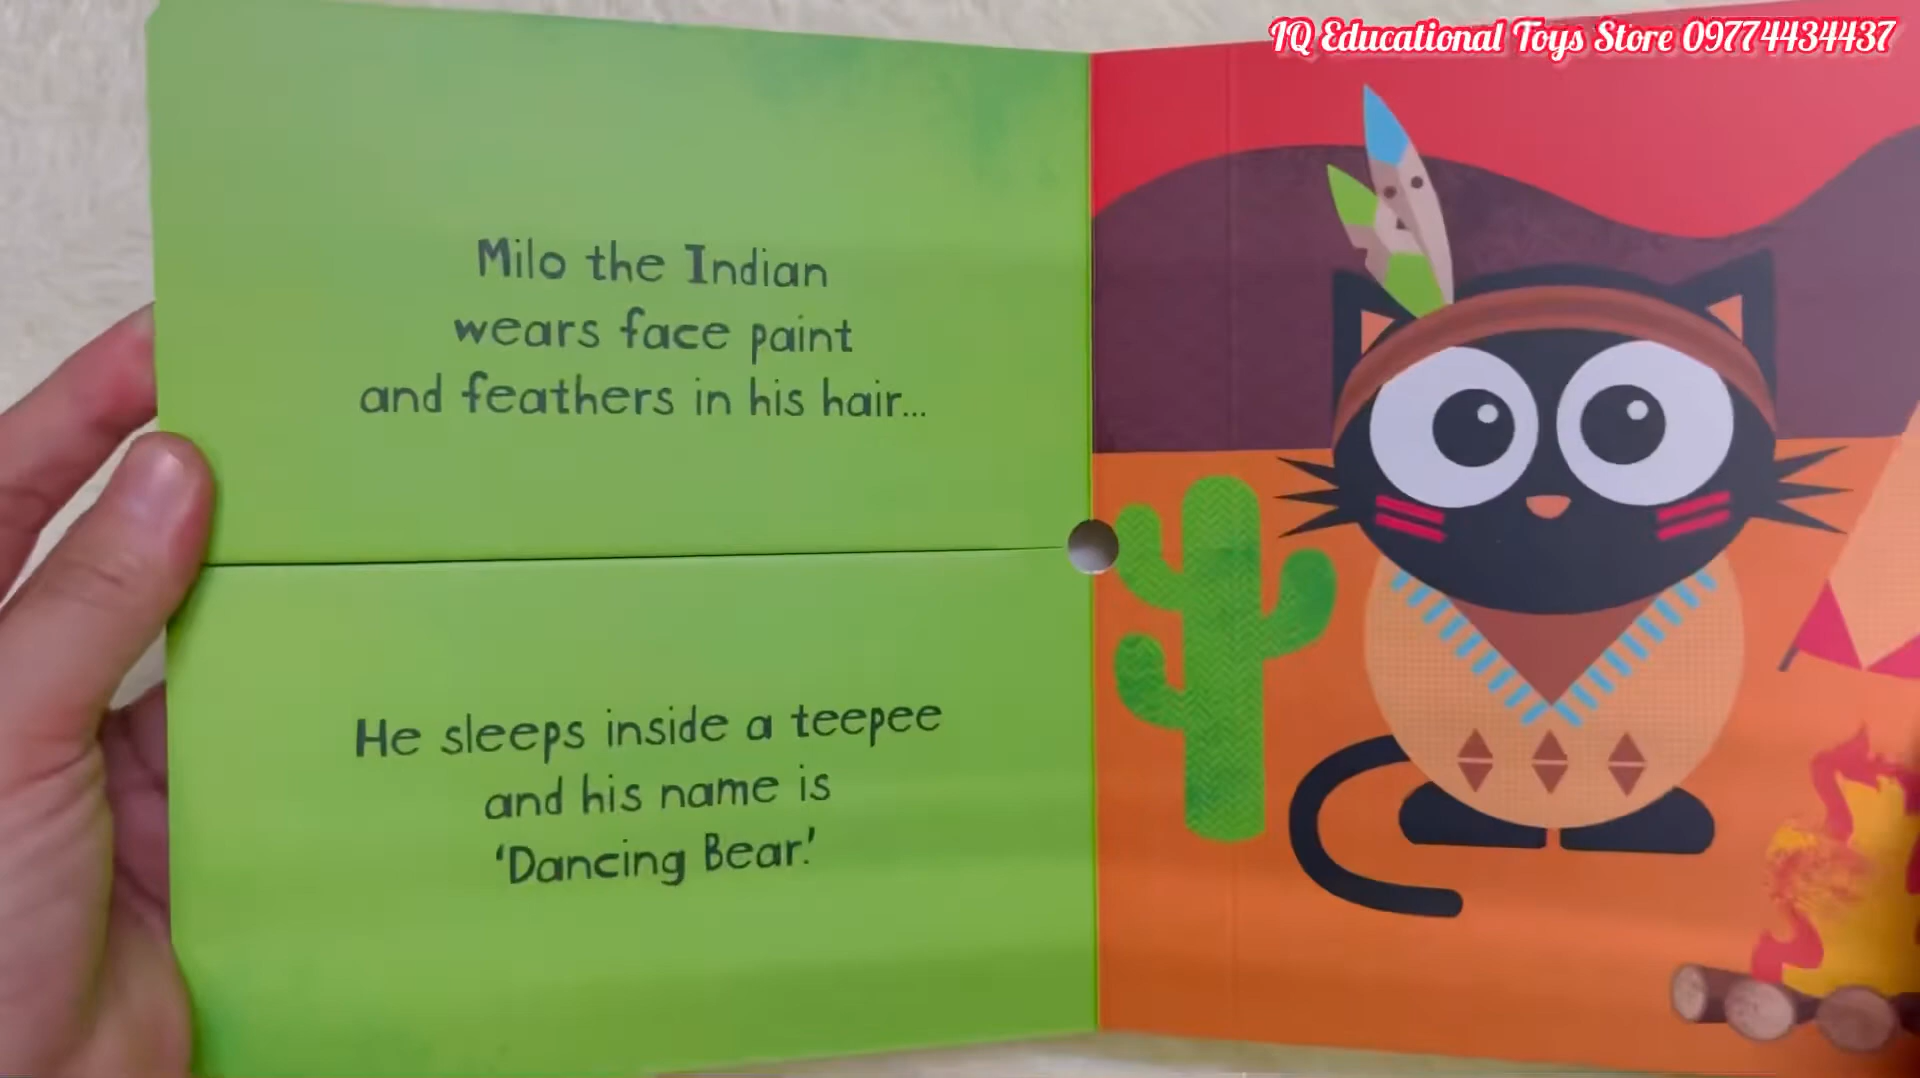 IQ Educational Toys Store 09774434437
Milo the Indian
wears face paint
and feathers in his hair...
He sleeps inside a teepee
and his name is
‘Dancing Bear.’